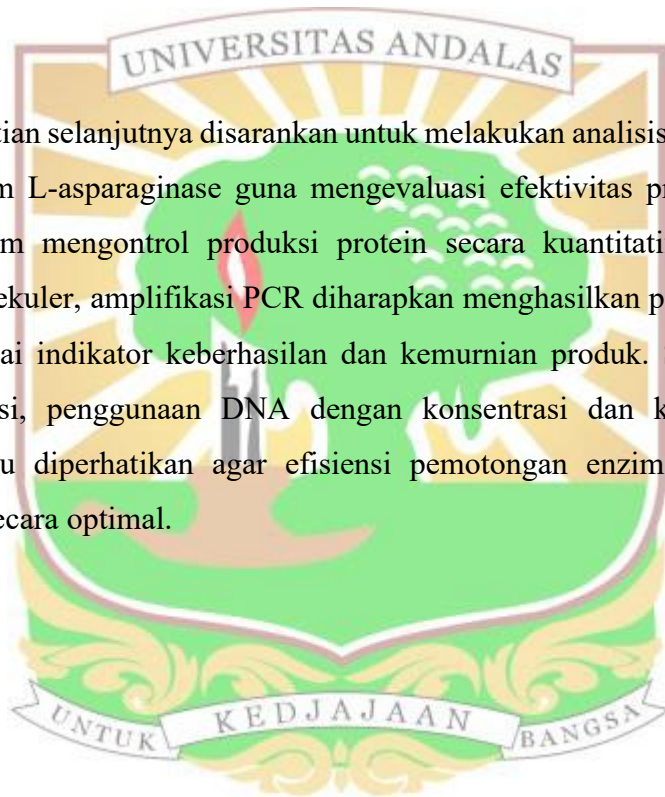 UNIVERSITAS ANDALAS
tian selanjutnya disarankan untuk melakukan analisis
m L-asparaginase guna mengevaluasi efektivitas pr
m mengontrol produksi protein secara kuantitati
ekuler, amplifikasi PCR diharapkan menghasilkan p
ai indikator keberhasilan dan kemurnian produk.
si, penggunaan DNA dengan konsentrasi dan k
u diperhatikan agar efisiensi pemotongan enzim
ecara optimal.
UNTUK KEDJAJAAN BANGSA